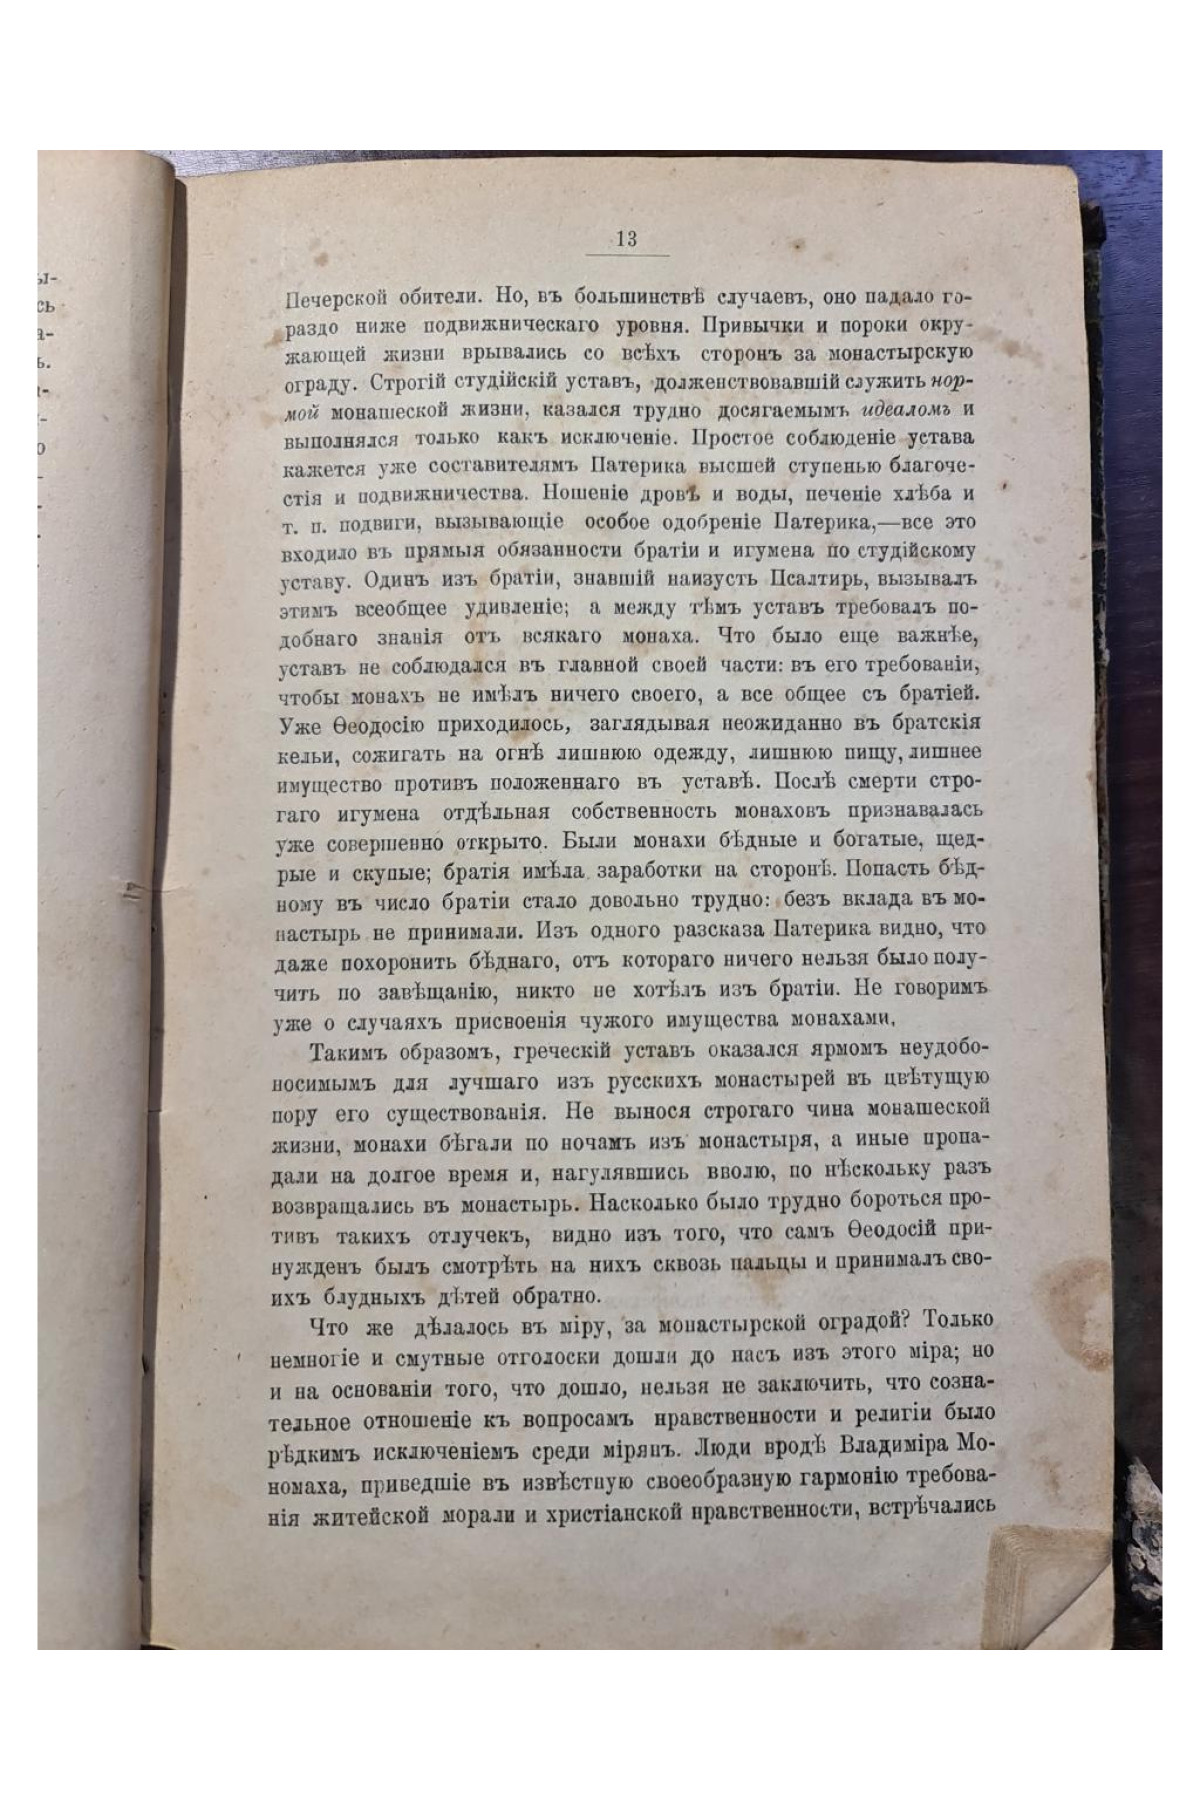 13
Печерской обители. Но, въ большинствѣ случаевъ, оно падало го-
раздо ниже подвижническаго уровня. Привычки и пороки окру-
жающей жизни врывались со всѣхъ сторонъ за монастырскую
ограду. Строгій студійскій уставъ, долженствовавшій служить нор-
мой монашеской жизни, казался трудно досягаемымъ идеаломъ и
выполнялся только какъ исключеніе. Простое соблюденіе устава
кажется уже составителямъ Патерика высшей ступенью благоче-
стія и подвижничества. Ношеніе дровъ и воды, печеніе хлѣба и
т. п. подвиги, вызывающіе особое одобреніе Патерика,—все это
входило въ прямыя обязанности братіи и игумена по студійскому
уставу. Одинъ изъ братіи, знавшій наизусть Псалтирь, вызывалъ
этимъ всеобщее удивленіе; а между тѣмъ уставъ требовалъ по-
добнаго знанія отъ всякаго монаха. Что было еще важнѣе,
уставъ не соблюдался въ главной своей части: въ его требованіи,
чтобы монахъ не имѣлъ ничего своего, а все общее съ братіей.
Уже Ѳеодосію приходилось, заглядывая неожиданно въ братскія
кельи, сожигать на огнѣ лишнюю одежду, лишнюю пищу, лишнее
имущество противъ положеннаго въ уставѣ. Послѣ смерти стро-
гаго игумена отдѣльная собственность монаховъ признавалась
уже совершенно открыто. Были монахи бѣдные и богатые, щед-
рые и скупые; братія имѣла заработки на сторонѣ. Попасть бѣд-
ному въ число братіи стало довольно трудно: безъ вклада въ мо-
настырь не принимали. Изъ одного разсказа Патерика видно, что
даже похоронить бѣднаго, отъ котораго ничего нельзя было полу-
чить по завѣщанію, никто не хотѣлъ изъ братіи. Не говоримъ
уже о случаяхъ присвоенія чужого имущества монахами.
Такимъ образомъ, греческій уставъ оказался ярмомъ неудобо-
носимымъ для лучшаго изъ русскихъ монастырей въ цвѣтущую
пору его существованія. Не вынося строгаго чина монашеской
жизни, монахи бѣгали по ночамъ изъ монастыря, а иные пропа-
дали на долгое время и, нагулявшись вволю, по нѣскольку разъ
возвращались въ монастырь. Насколько было трудно бороться про-
тивъ такихъ отлучекъ, видно изъ того, что самъ Ѳеодосій при-
нужденъ былъ смотрѣть на нихъ сквозь пальцы и принималъ сво-
ихъ блудныхъ дѣтей обратно.
Что же дѣлалось въ міру, за монастырской оградой? Только
немногіе и смутные отголоски дошли до насъ изъ этого міра; но
и на основаніи того, что дошло, нельзя не заключить, что созна-
тельное отношеніе къ вопросамъ нравственности и религіи было
рѣдкимъ исключеніемъ среди мірянъ. Люди вродѣ Владиміра Мо-
номаха, приведшіе въ извѣстную своеобразную гармонію требова-
нія житейской морали и христіанской нравственности, встрѣчались